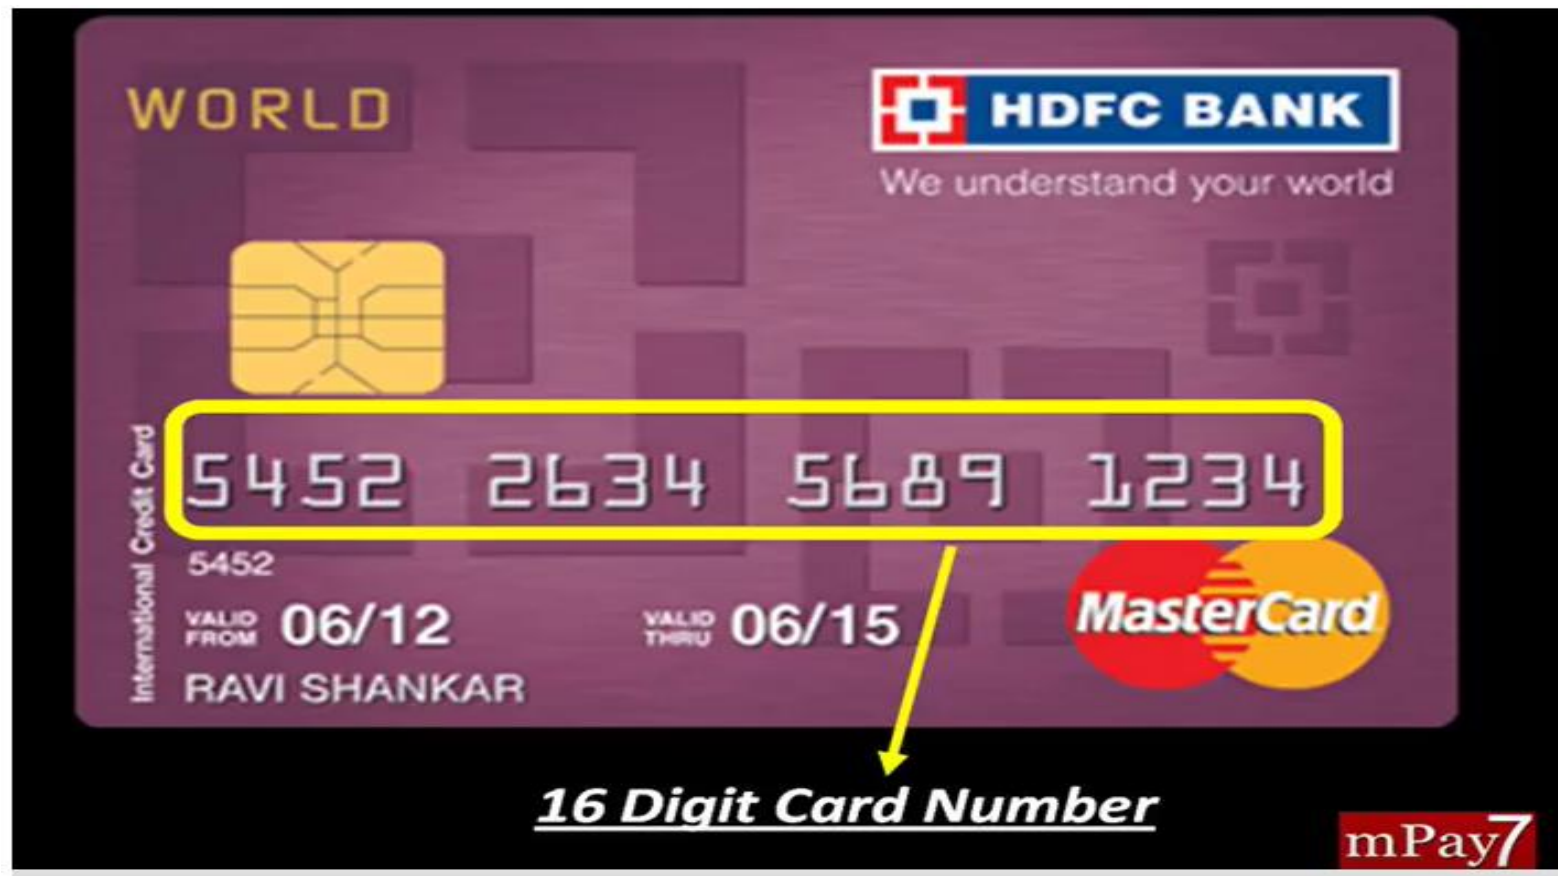 WORLD
HDFC BANK
We understand your world
International Credit Card
5452 2634 5689 1234
5452
VALID FROM 06/12 VALID THRU 06/15
RAVI SHANKAR
MasterCard
16 Digit Card Number
mPay7